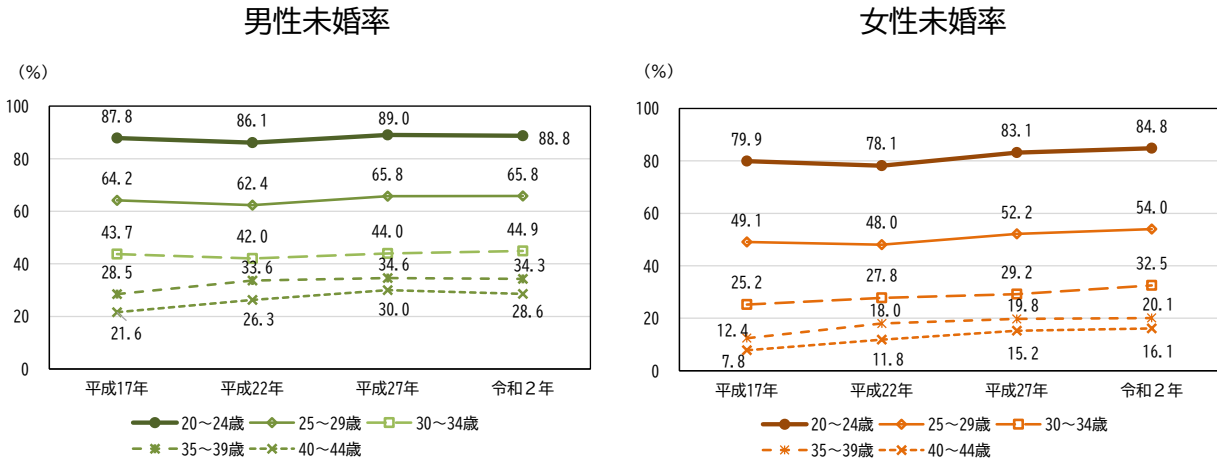 男性未婚率
(%)
100
80
60
40
20
0
87.8
86.1
89.0
88.8
64.2
62.4
65.8
65.8
43.7
42.0
44.0
44.9
28.5
33.6
34.6
34.3
21.6
26.3
30.0
28.6
平成17年
平成22年
平成27年
令和2年
20～24歳
25～29歳
30～34歳
35～39歳
40～44歳
女性未婚率
(%)
100
80
60
40
20
0
79.9
78.1
83.1
84.8
49.1
48.0
52.2
54.0
25.2
27.8
29.2
32.5
12.4
18.0
19.8
20.1
7.8
11.8
15.2
16.1
平成17年
平成22年
平成27年
令和2年
20～24歳
25～29歳
30～34歳
35～39歳
40～44歳